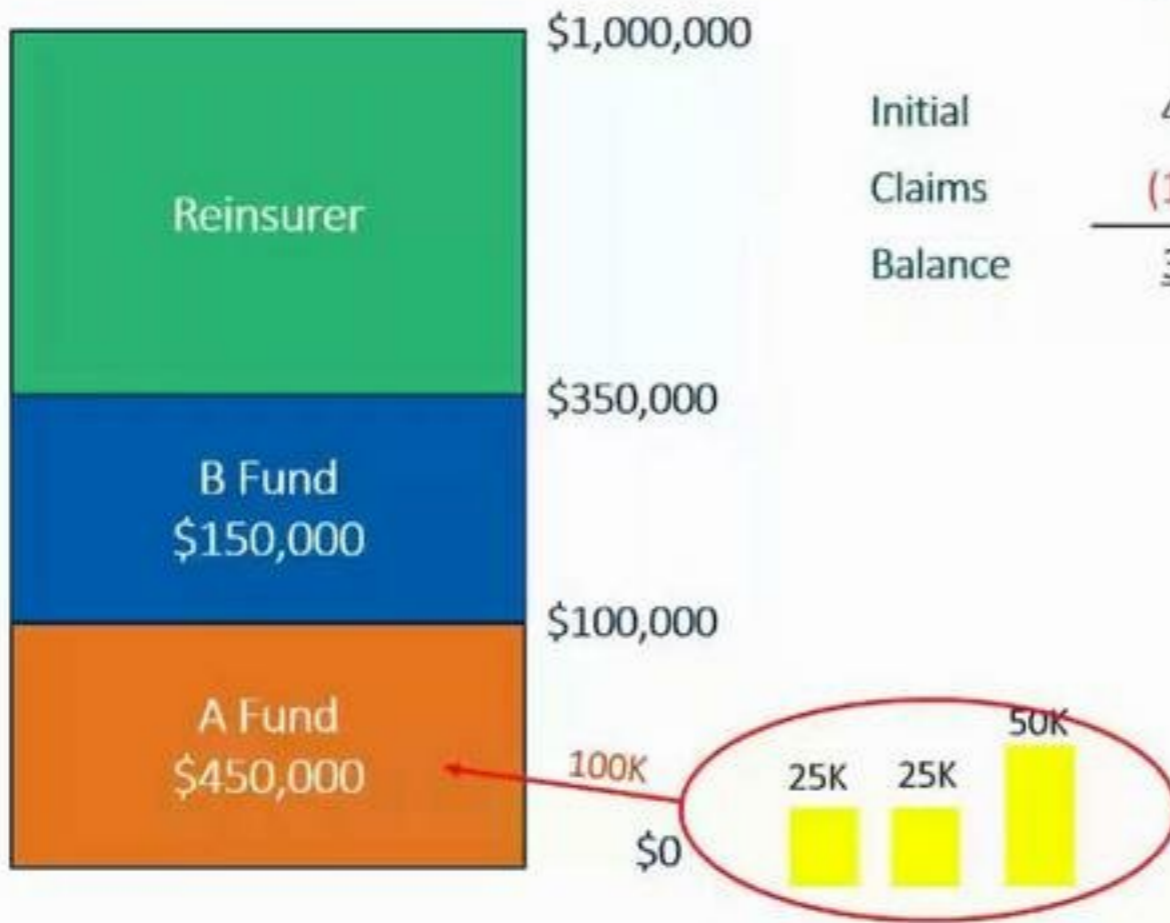 $1,000,000
Reinsurer
Initial
Claims
Balance
$350,000
B Fund
$150,000
$100,000
A Fund
$450,000
100K
25K
25K
50K
$0